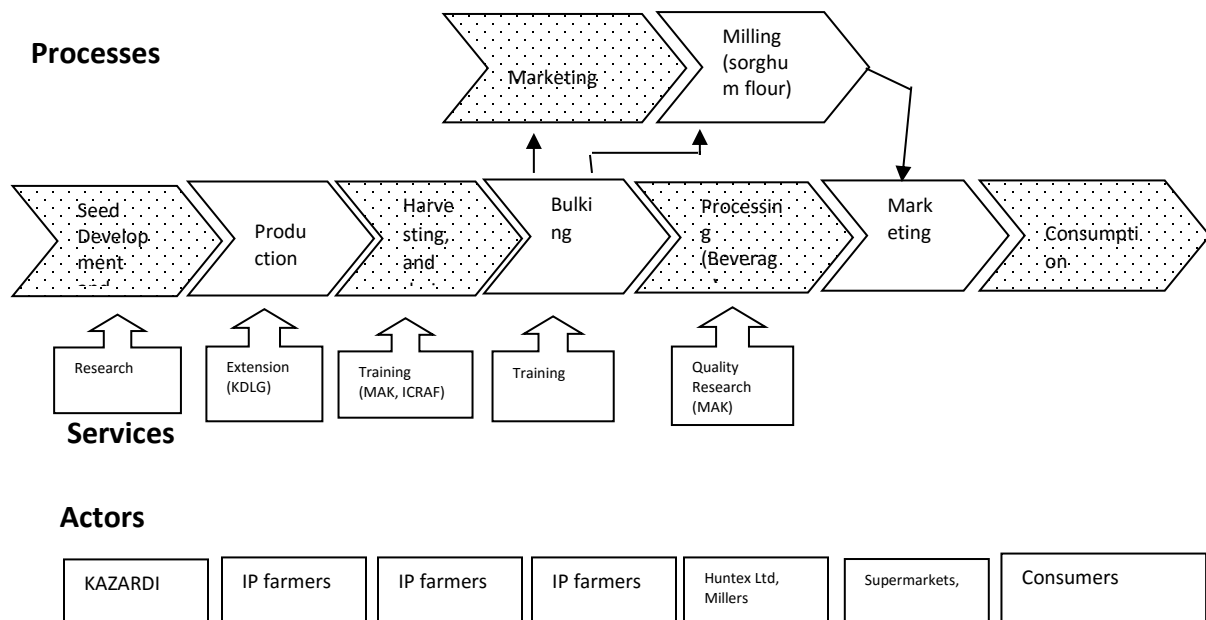 Processes
Marketing
Milling
(sorghu
m flour)
Seed
Develop
ment
Produ
ction
Harve
sting,
and
Bulki
ng
Processin
g
(Beverag
Mark
eting
Consumpti
on
Research
Extension
(KDLG)
Training
(MAK, ICRAF)
Training
Quality
Research
(MAK)
Services
Actors
KAZARDI
IP farmers
IP farmers
IP farmers
Huntex Ltd,
Millers
Supermarkets,
Consumers